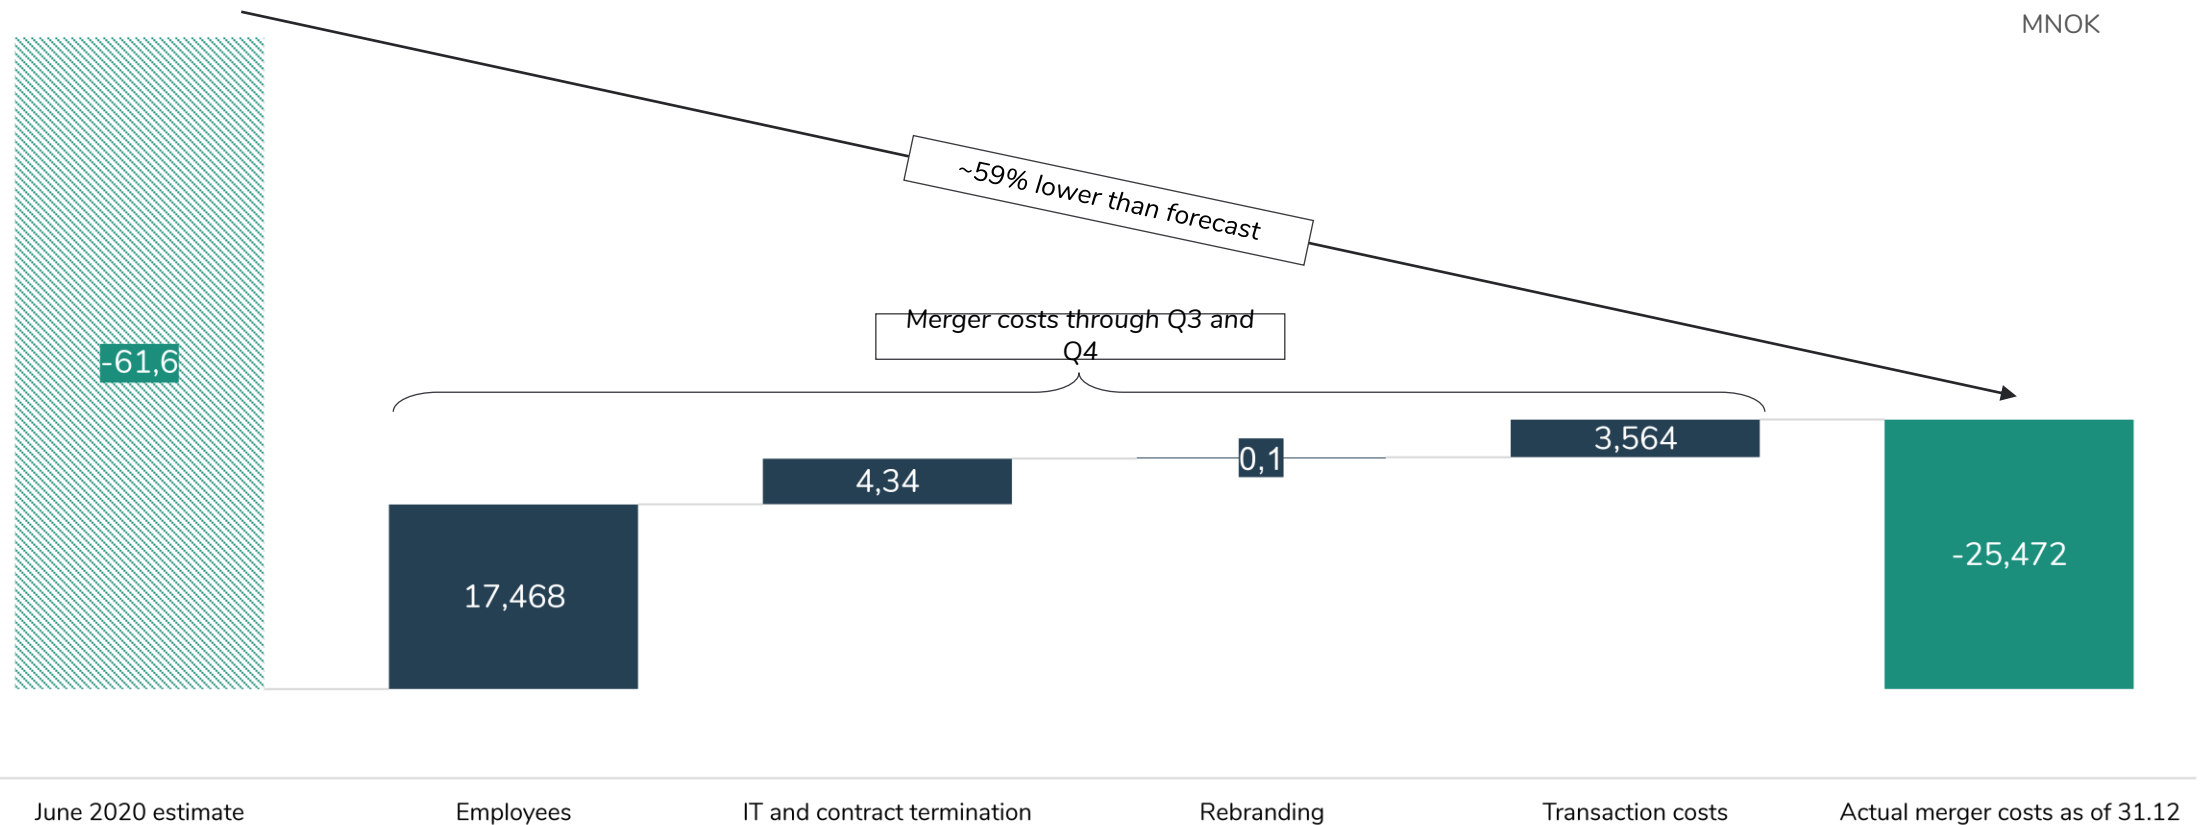 MNOK
~59% lower than forecast
Merger costs through Q3 and
Q4
-61,6
17,468
4,34
0,1
3,564
-25,472
June 2020 estimate
Employees
IT and contract termination
Rebranding
Transaction costs
Actual merger costs as of 31.12